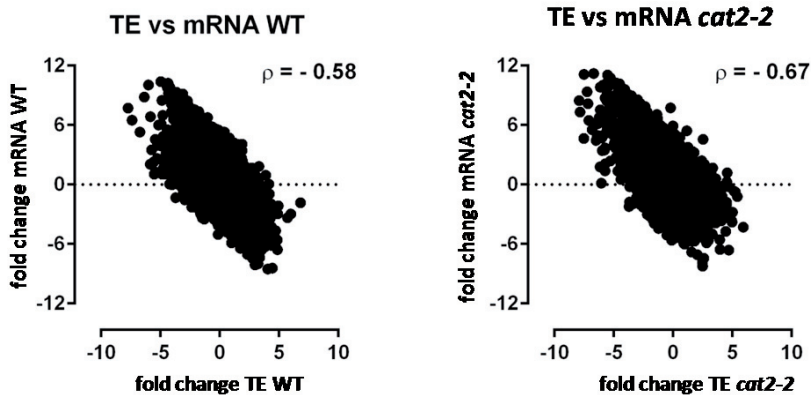 TE vs mRNA WT
ρ = - 0.58
12
6
0
-6
-12
fold change mRNA WT
-10
-5
0
5
10
fold change TE WT
TE vs mRNA cat2-2
ρ = - 0.67
12
6
0
-6
-12
fold change mRNA cat2-2
-10
-5
0
5
10
fold change TE cat2-2